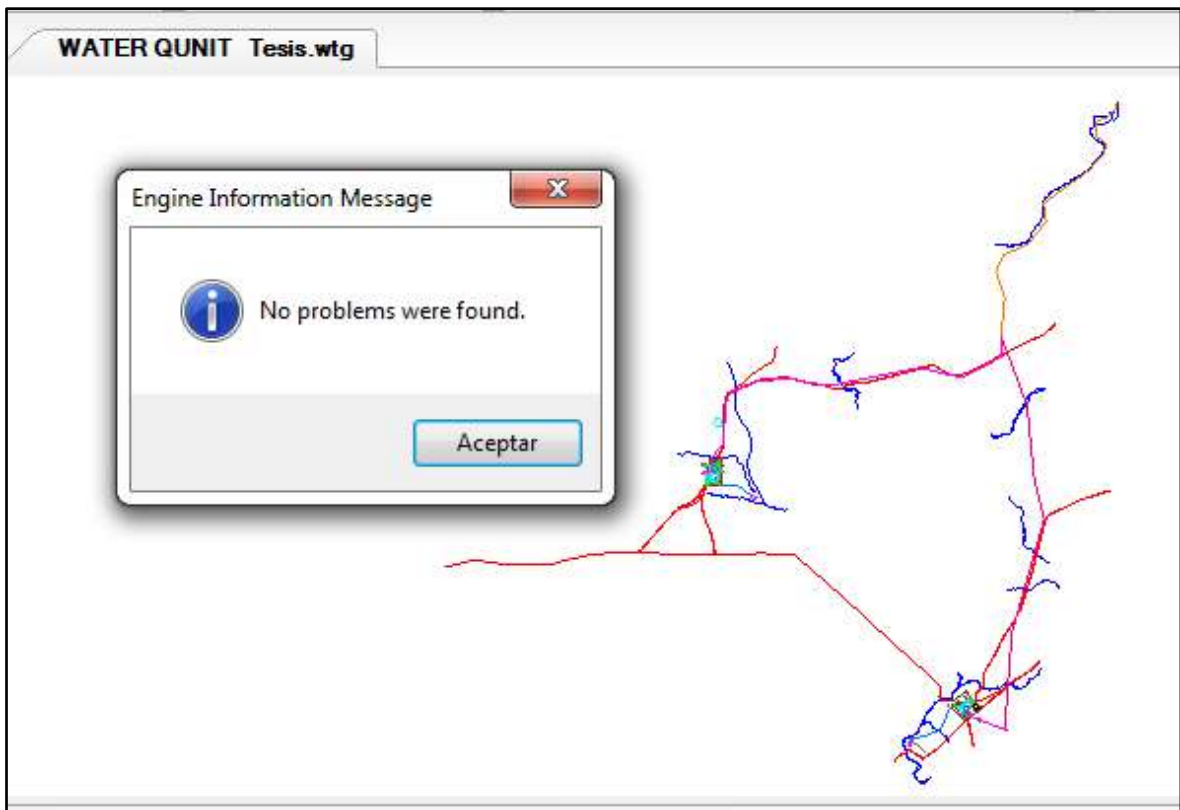 WATER QUNIT Tesis.wtg
Engine Information Message
No problems were found.
Aceptar